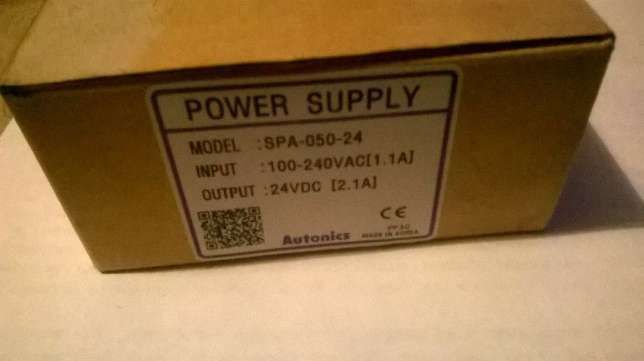 POWER SUPPLY
MODEL :SPA-050-24
INPUT :100-240VAC[1.1A]
OUTPUT :24VDC [2.1A]
CE
Autonics
MADE IN KOREA